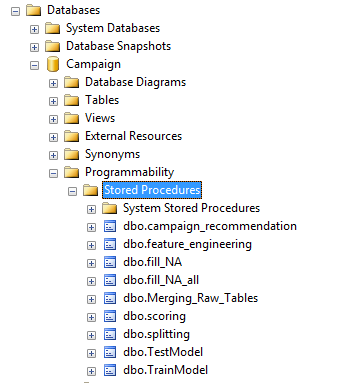 Databases
System Databases
Database Snapshots
Campaign
Database Diagrams
Tables
Views
External Resources
Synonyms
Programmability
Stored Procedures
System Stored Procedures
dbo.campaign_recommendation
dbo.feature_engineering
dbo.fill_NA
dbo.fill_NA_all
dbo.Merging_Raw_Tables
dbo.scoring
dbo.splitting
dbo.TestModel
dbo.TrainModel